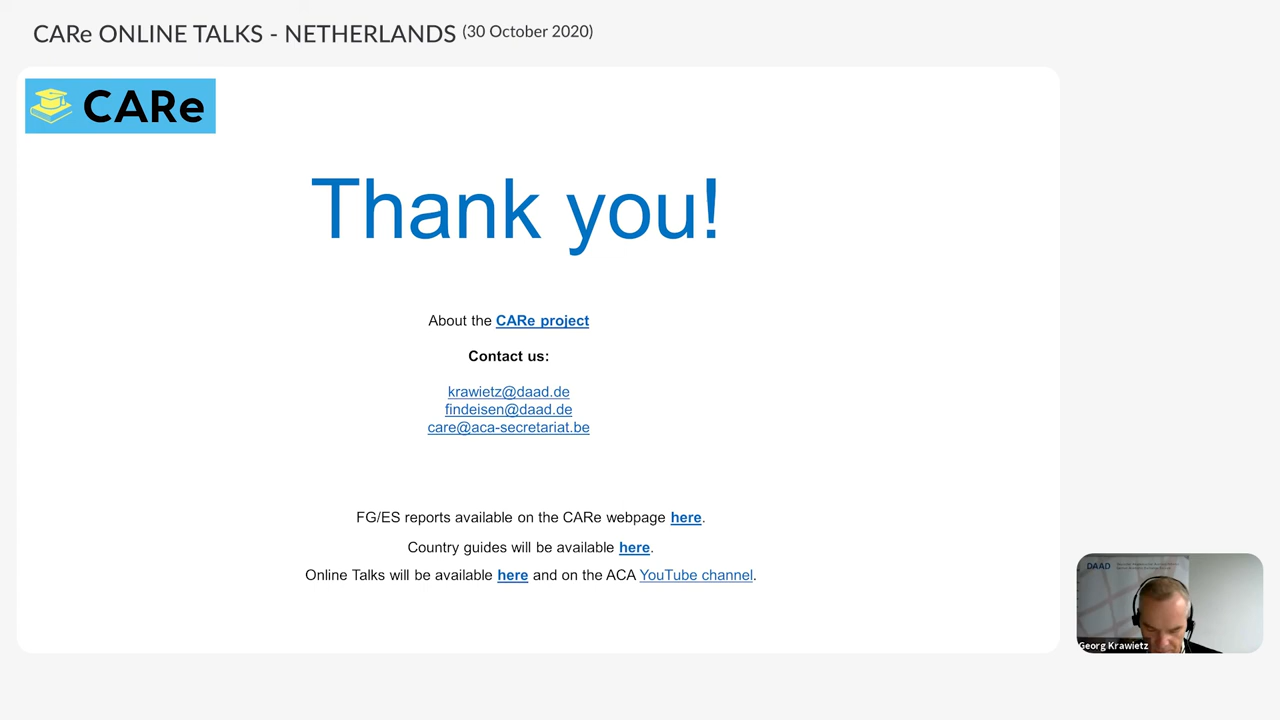 CARe ONLINE TALKS - NETHERLANDS (30 October 2020)
CARe
Thank you!
About the CARe project
Contact us:
krawietz@daad.de
findeisen@daad.de
care@aca-secretariat.be
FG/ES reports available on the CARe webpage here.
Country guides will be available here.
Online Talks will be available here and on the ACA YouTube channel.
DAAD
Georg Krawietz